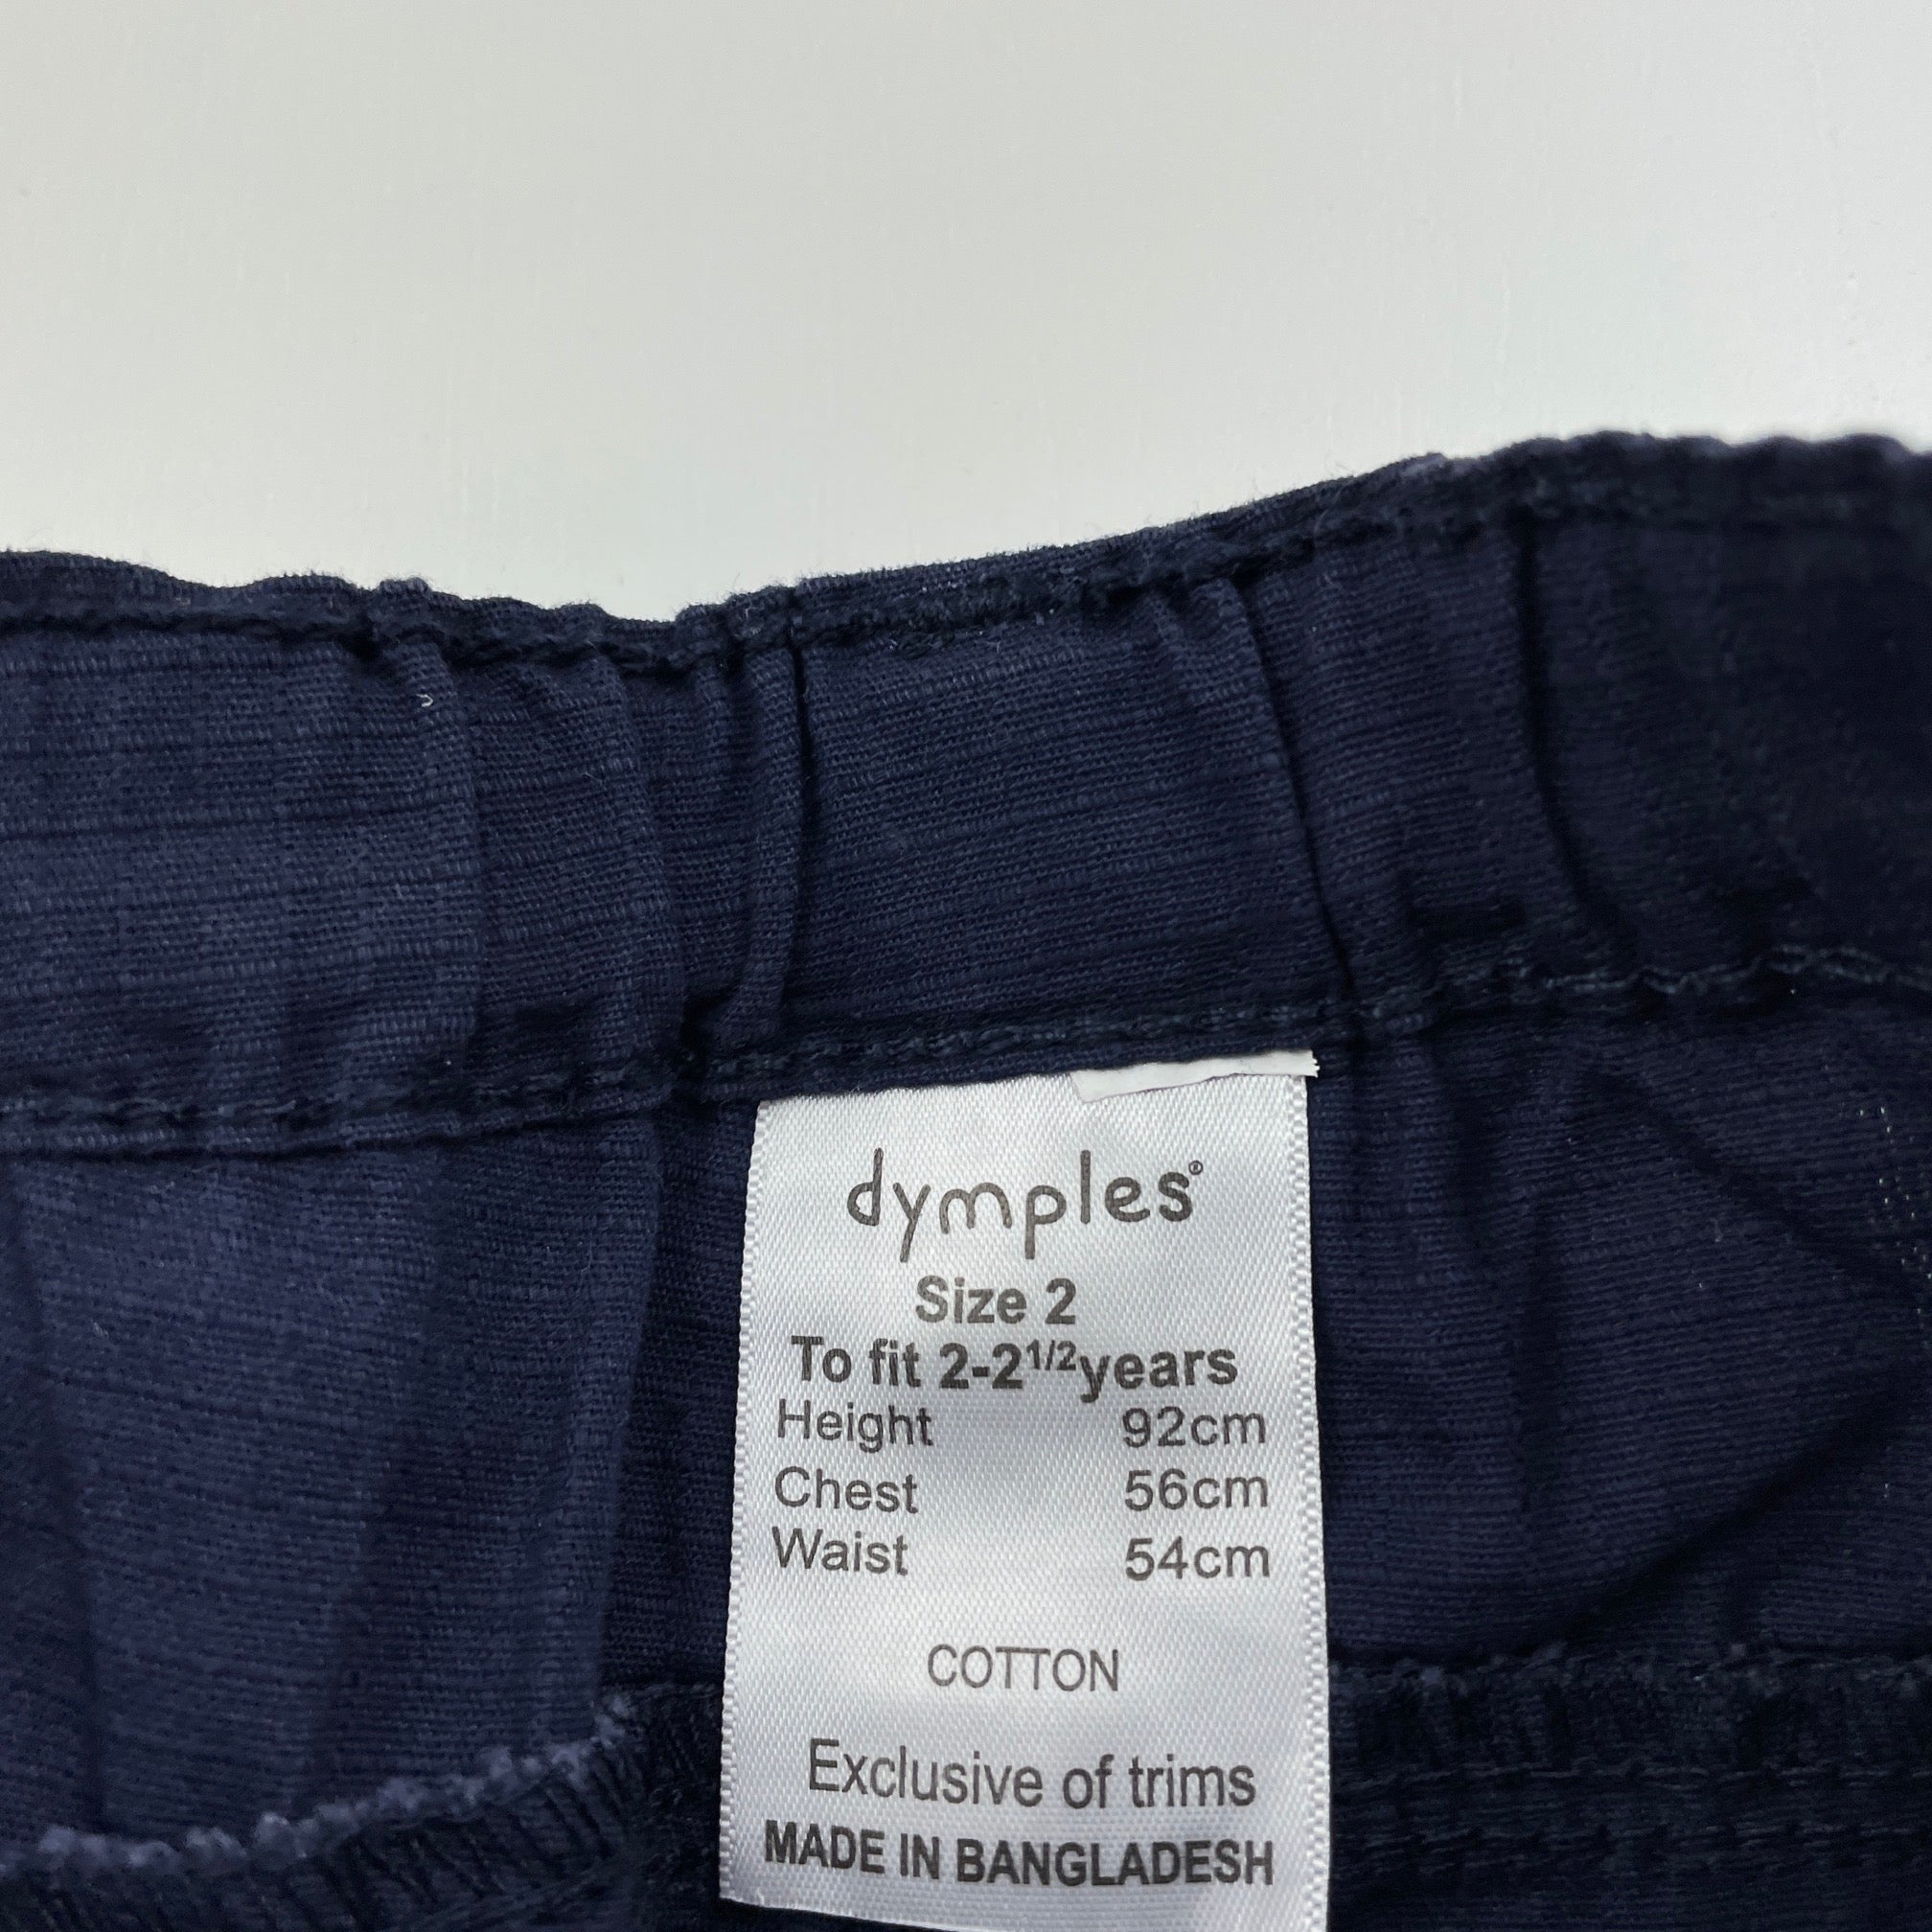 dymples®
Size 2
To fit 2-2 1/2 years
Height 92cm
Chest 56cm
Waist 54cm
COTTON
Exclusive of trims
MADE IN BANGLADESH